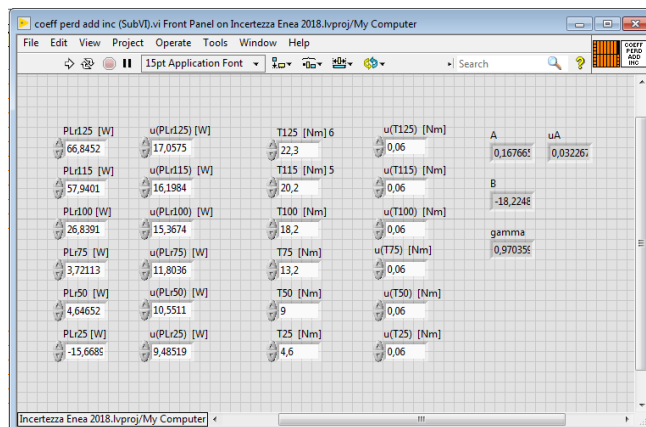 coeff perd add inc (SubVI).vi Front Panel on Incertezza Enea 2018.lvproj/My Computer
File Edit View Project Operate Tools Window Help
15pt Application Font Search ? COEFF PERD ADD INC
PLr125 [W] u(PLr125) [W] T125 [Nm] 6 u(T125) [Nm] A uA
66,8452 17,0575 22,3 0,06 0,167665 0,032267
PLr115 [W] u(PLr115) [W] T115 [Nm] 5 u(T115) [Nm] B
57,9401 16,1984 20,2 0,06 -18,2248
PLr100 [W] u(PLr100) [W] T100 [Nm] u(T100) [Nm] gamma
26,8391 15,3674 18,2 0,06 0,970359
PLr75 [W] u(PLr75) [W] T75 [Nm] u(T75) [Nm]
3,72113 11,8036 13,2 0,06
PLr50 [W] u(PLr50) [W] T50 [Nm] u(T50) [Nm]
4,64652 10,5511 9 0,06
PLr25 [W] u(PLr25) [W] T25 [Nm] u(T25) [Nm]
-15,6689 9,48519 4,6 0,06
Incertezza Enea 2018.lvproj/My Computer